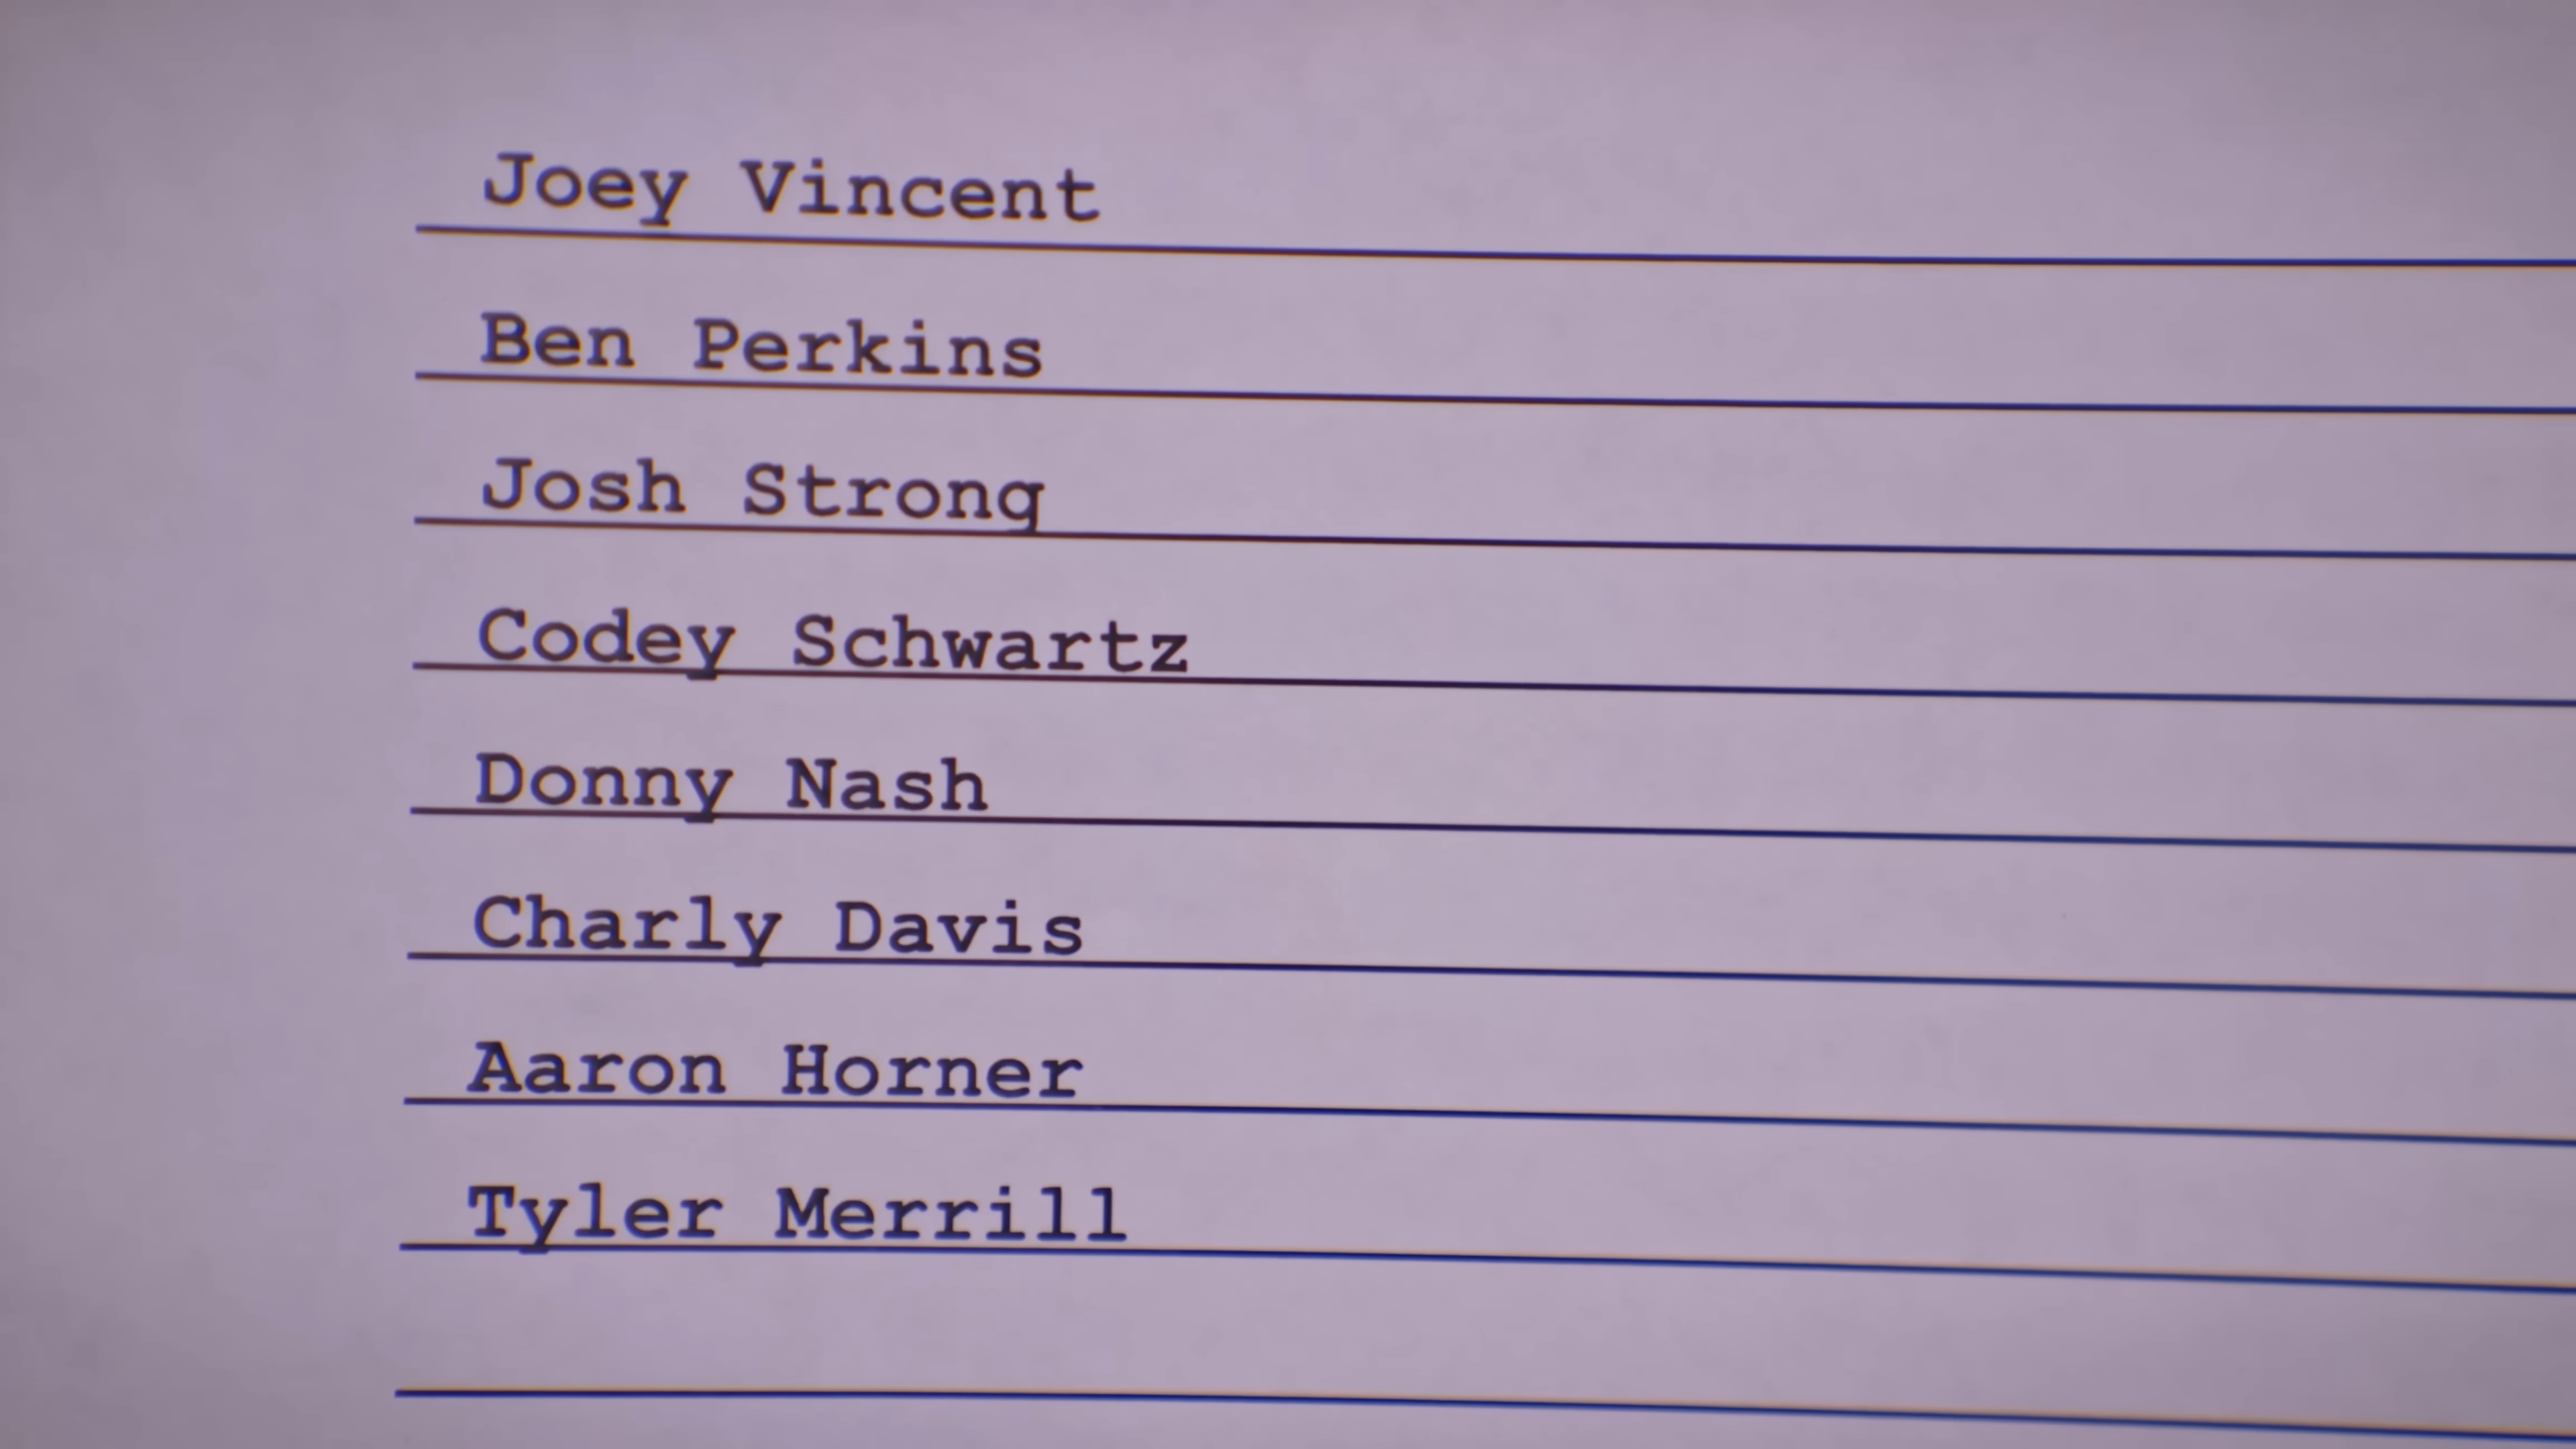 Joey Vincent
Ben Perkins
Josh Strong
Codey Schwartz
Donny Nash
Charly Davis
Aaron Horner
Tyler Merrill